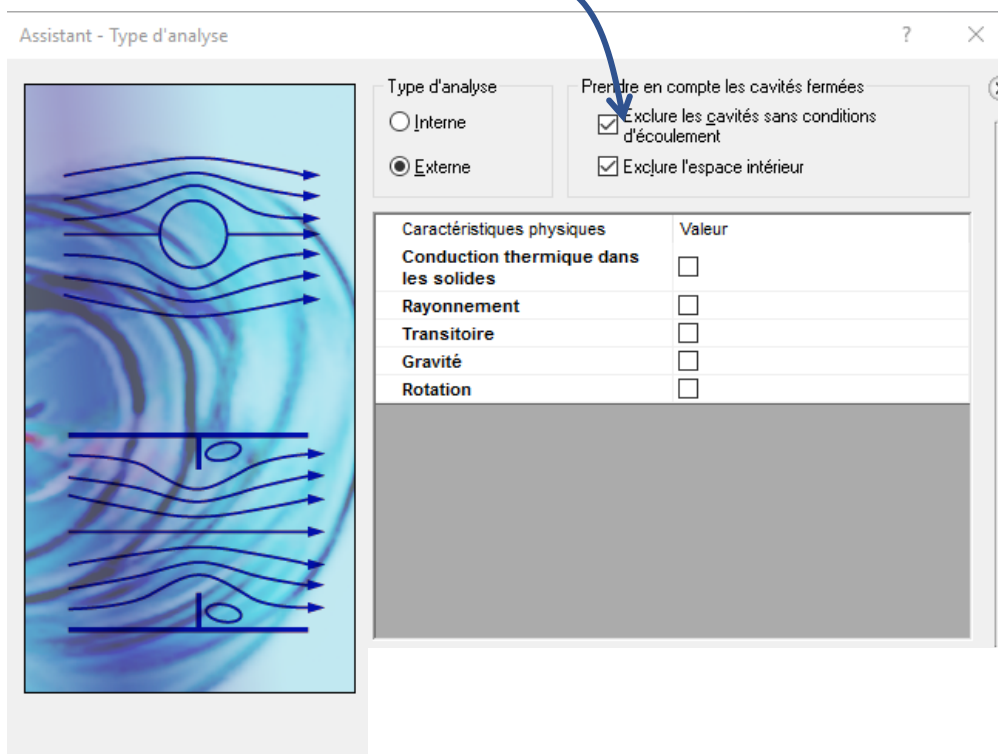 Assistant - Type d'analyse
?
Type d'analyse
Prendre en compte les cavités fermées
Interne
Exclure les cavités sans conditions
d'écoulement
Externe
Exclure l'espace intérieur
Caractéristiques physiques Valeur
Conduction thermique dans
les solides
Rayonnement
Transitoire
Gravité
Rotation